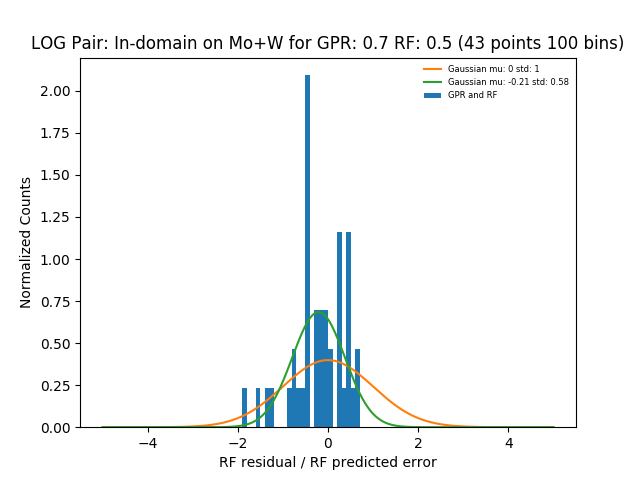 LOG Pair: In-domain on Mo+W for GPR: 0.7 RF: 0.5 (43 points 100 bins)
Gaussian mu: 0 std: 1
Gaussian mu: -0.21 std: 0.58
GPR and RF
Normalized Counts
2.00
1.75
1.50
1.25
1.00
0.75
0.50
0.25
0.00
−4
−2
0
2
4
RF residual / RF predicted error